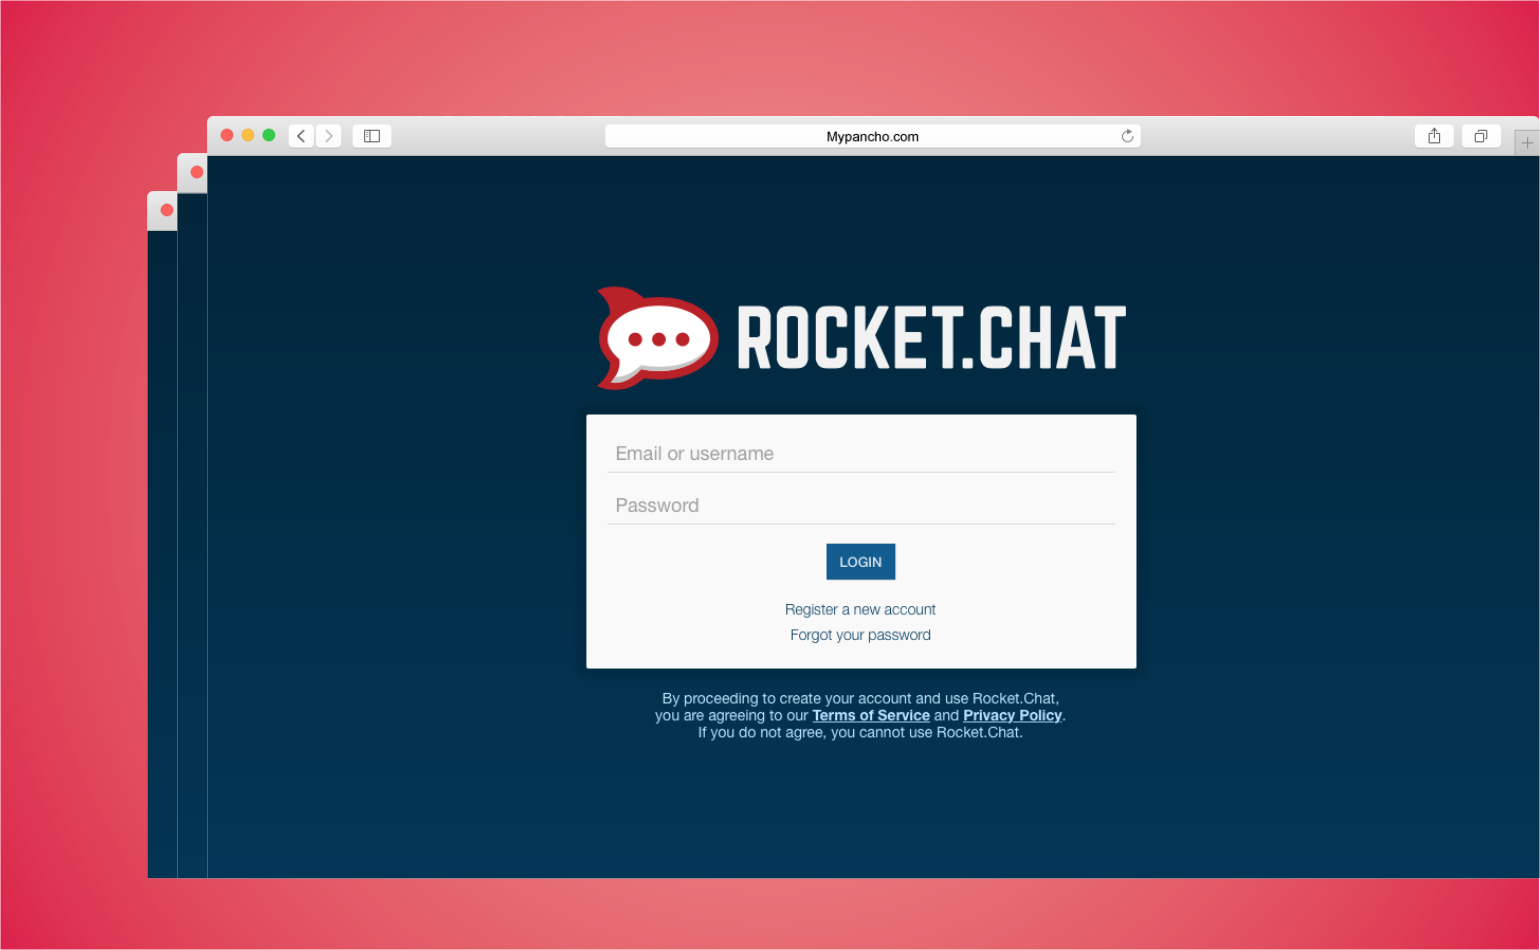 Mypancho.com
ROCKET.CHAT
Email or username
Password
LOGIN
Register a new account
Forgot your password
By proceeding to create your account and use Rocket.Chat,
you are agreeing to our Terms of Service and Privacy Policy.
If you do not agree, you cannot use Rocket.Chat.